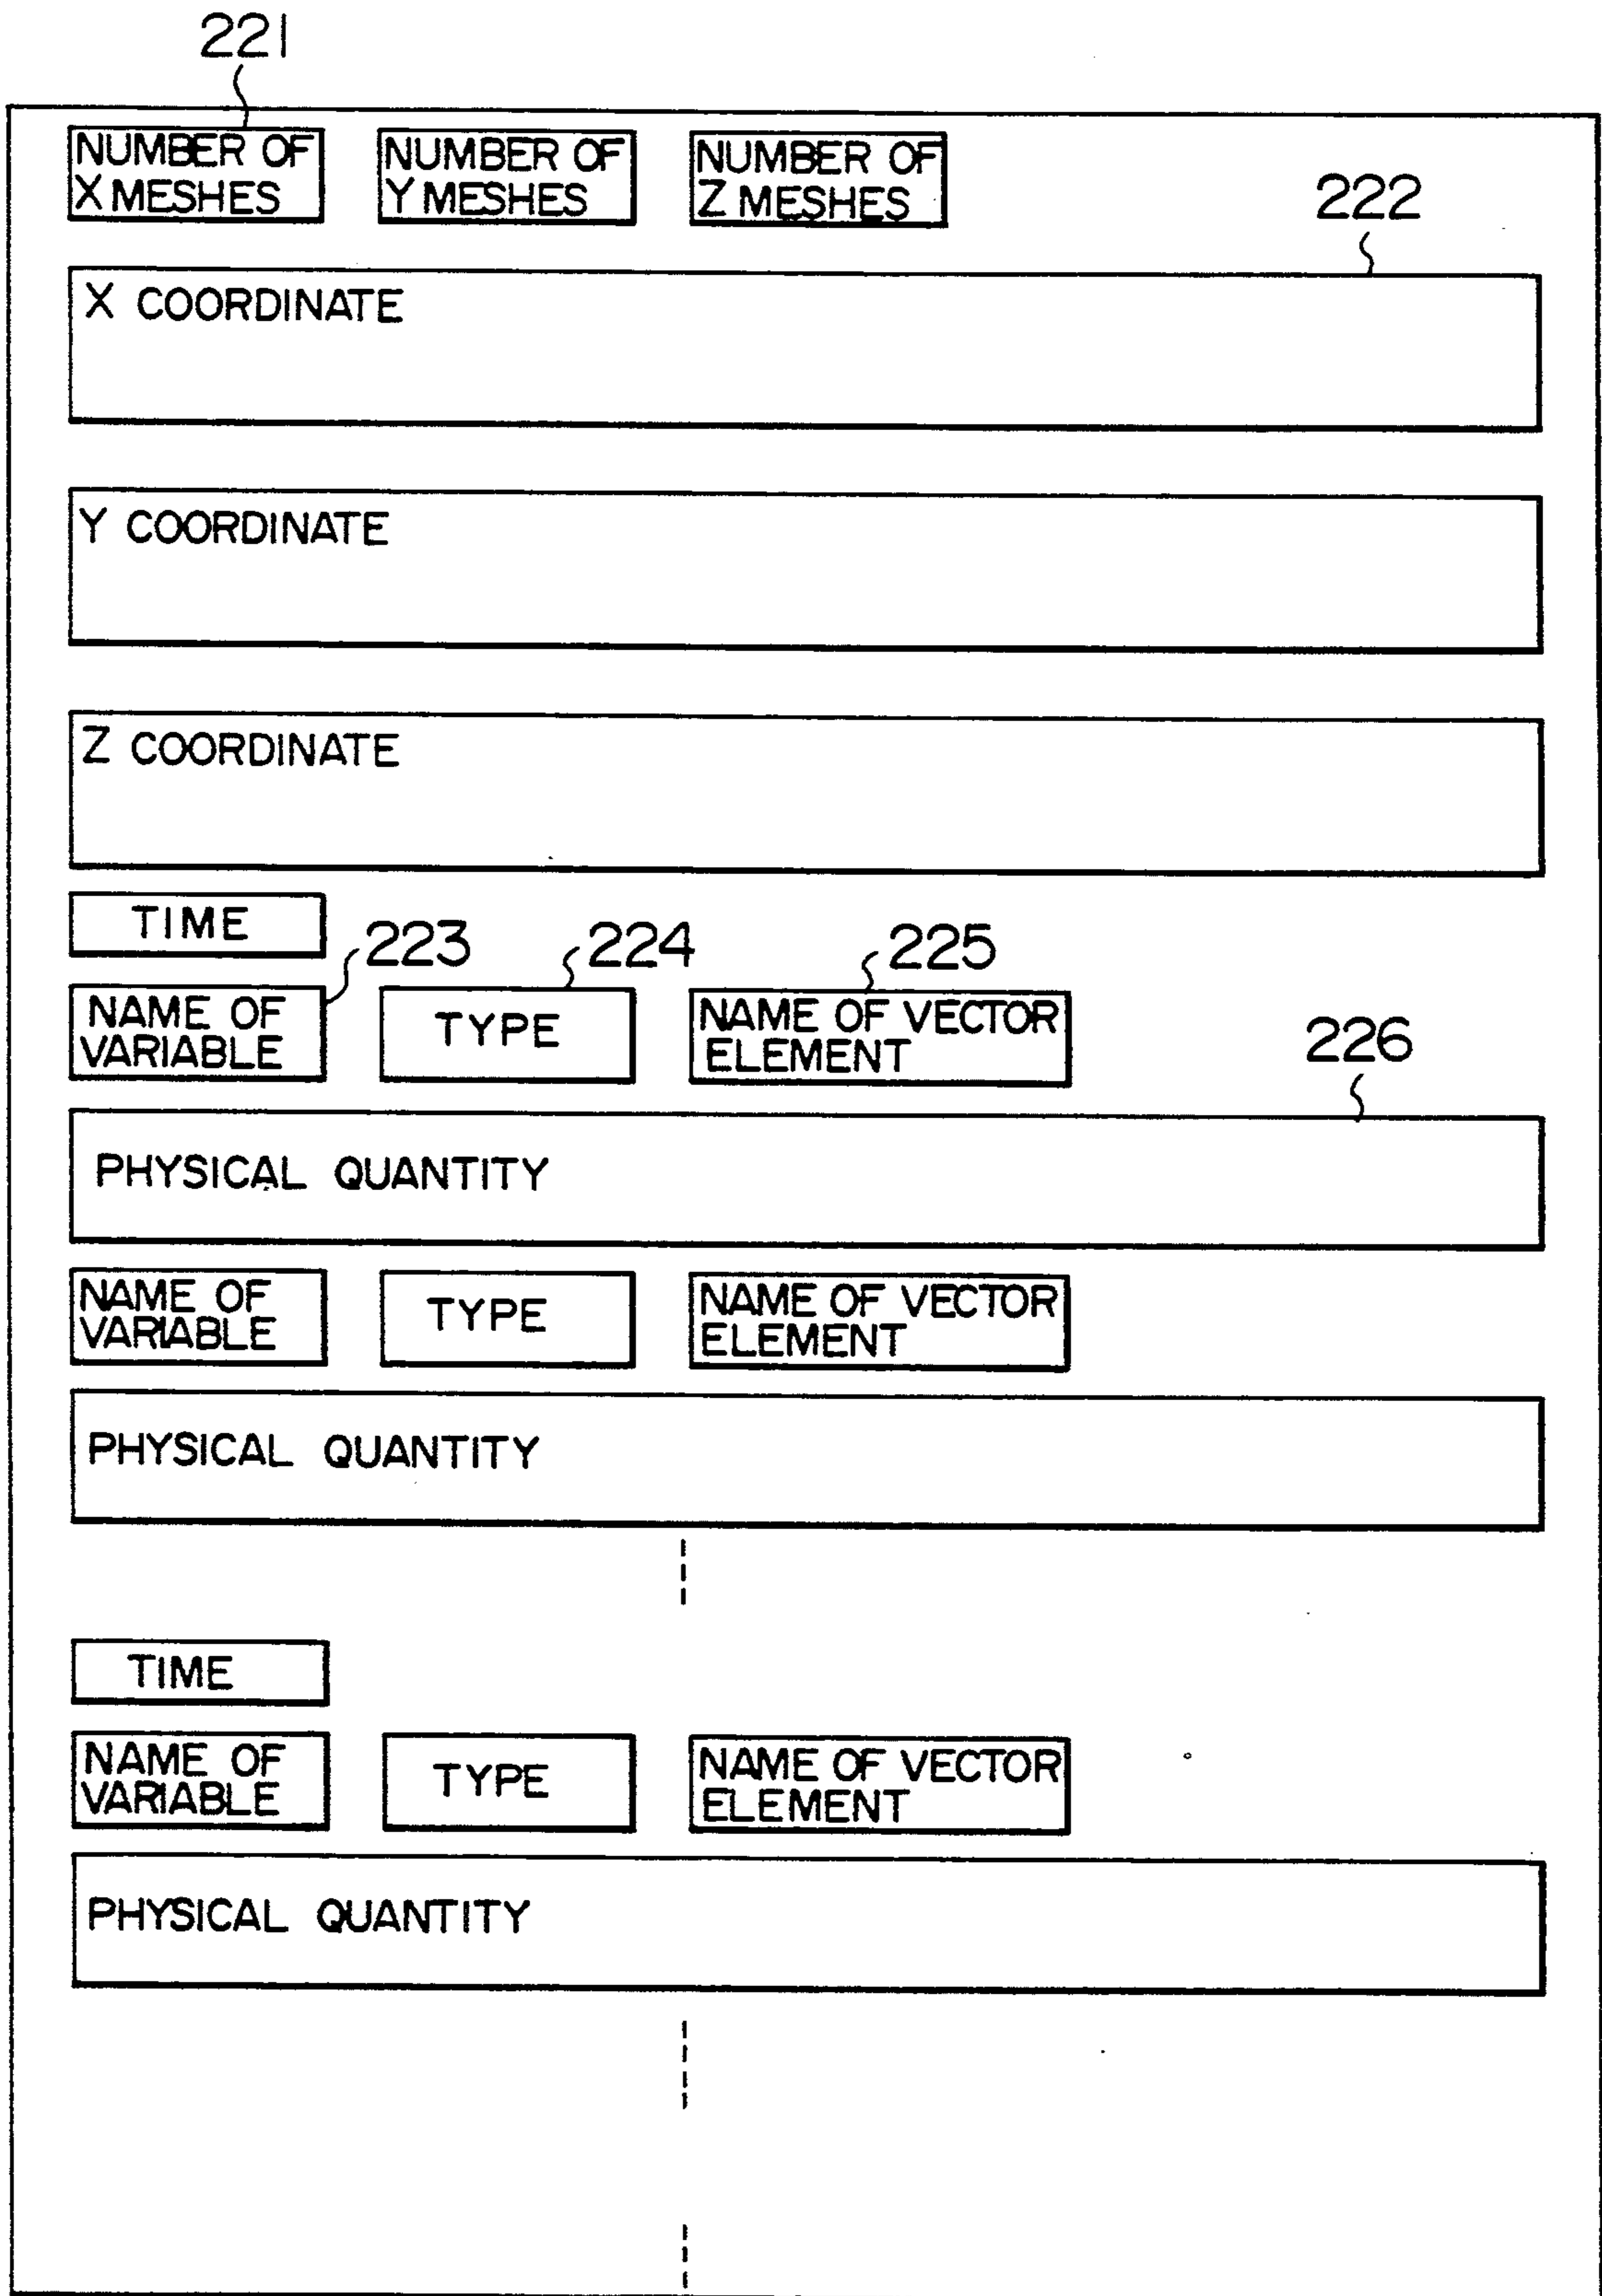 221
NUMBER OF
X MESHES
NUMBER OF
Y MESHES
NUMBER OF
Z MESHES
222
X COORDINATE
Y COORDINATE
Z COORDINATE
TIME
223
224
225
NAME OF
VARIABLE
TYPE
NAME OF VECTOR
ELEMENT
226
PHYSICAL QUANTITY
NAME OF
VARIABLE
TYPE
NAME OF VECTOR
ELEMENT
PHYSICAL QUANTITY
TIME
NAME OF
VARIABLE
TYPE
NAME OF VECTOR
ELEMENT
PHYSICAL QUANTITY